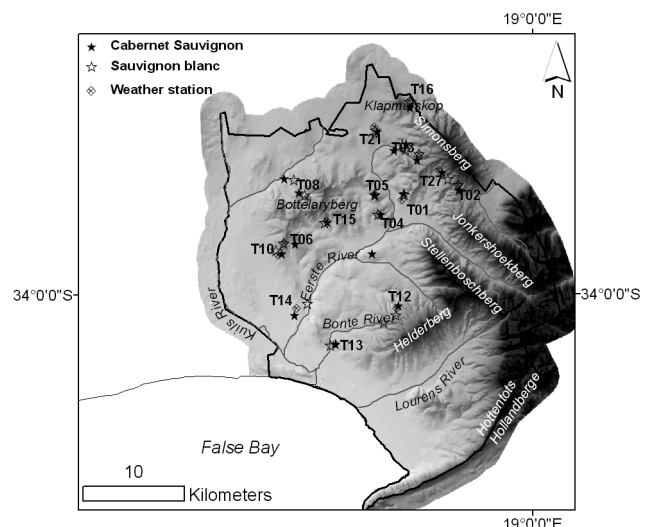 19°0'0"E
Cabernet Sauvignon
Sauvignon blanc
Weather station
N
T16
Klapmutskop
Simonsberg
T21
T03
T27
T02
T08
T05
T01
Bottelaryberg
T15
T04
Jonkershoekberg
T06
T10
Eerste River
Stellenboschberg
34°0'0"S
34°0'0"S
T14
T12
Kuils River
Bonte River
Helderberg
T13
Lourens River
Hottentots
Hollandberge
False Bay
10
Kilometers
19°0'0"E